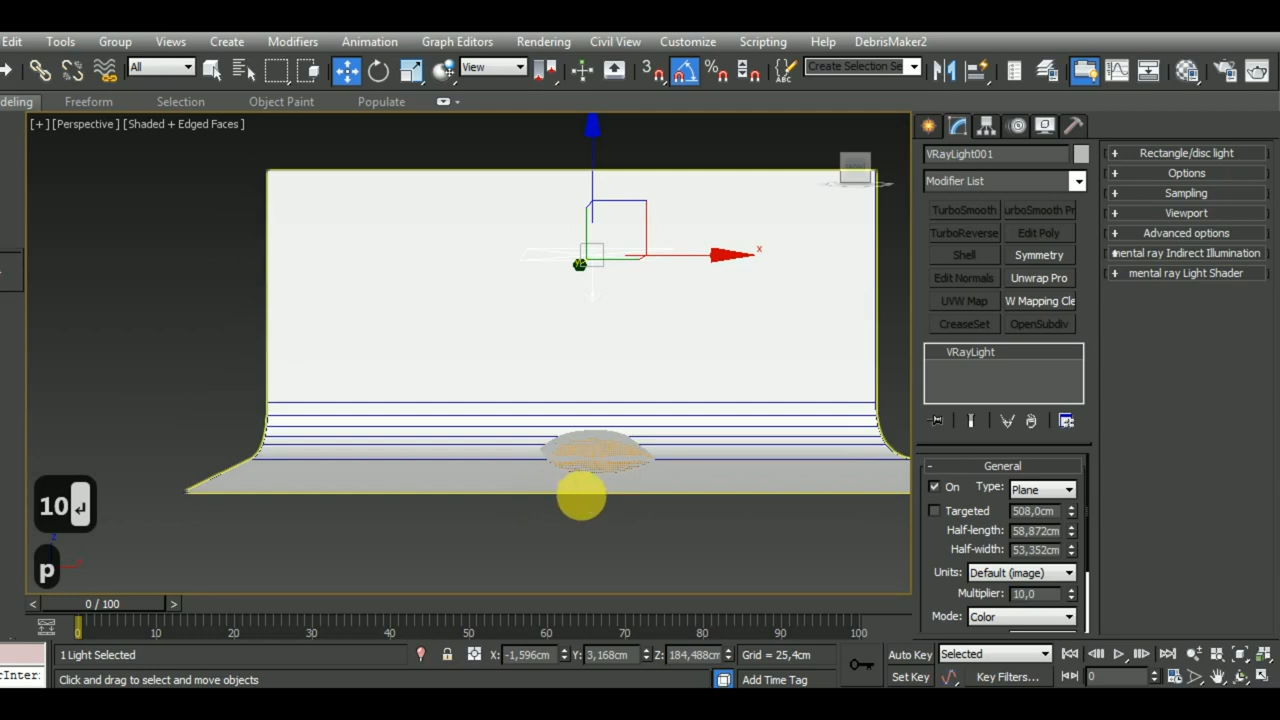 Edit Tools Group Views Create Modifiers Animation Graph Editors Rendering Civil View Customize Scripting Help DebrisMaker2
All View 3 % ABC Create Selection Se
deling Freeform Selection Object Paint Populate
[+] [Perspective] [Shaded + Edged Faces ]
x
z
10
p
VRayLight001
Modifier List
TurboSmooth urboSmooth Pr
TurboReverse Edit Poly
Shell Symmetry
Edit Normals Unwrap Pro
UVW Map W Mapping Cle
CreaseSet OpenSubdiv
VRayLight
- General
On Type: Plane
Targeted 508,0cm
Half-length: 58,872cm
Half-width: 53,352cm
Units: Default (image)
Multiplier: 10,0
Mode: Color
+ Rectangle/disc light
+ Options
+ Sampling
+ Viewport
+ Advanced options
+ mental ray Indirect Illumination
+ mental ray Light Shader
< 0 / 100 >
0 10 20 30 40 50 60 70 80 90 100
1 Light Selected X: -1,596cm Y: 3,168cm Z: 184,488cm Grid = 25,4cm Auto Key Selected
rInter: Click and drag to select and move objects Add Time Tag Set Key Key Filters... 0